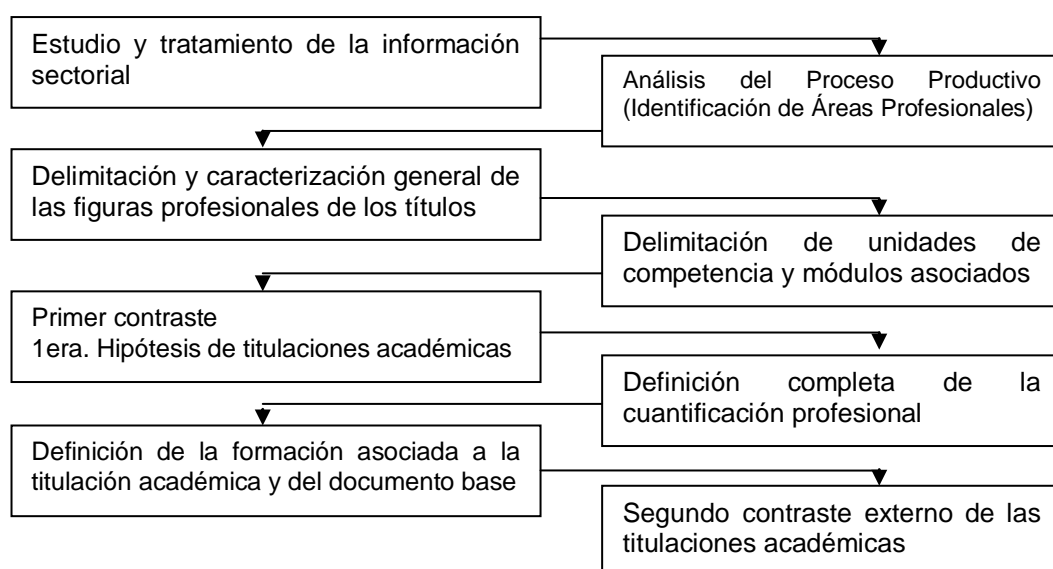 Estudio y tratamiento de la información
sectorial
Análisis del Proceso Productivo
(Identificación de Áreas Profesionales)
Delimitación y caracterización general de
las figuras profesionales de los títulos
Delimitación de unidades de
competencia y módulos asociados
Primer contraste
1era. Hipótesis de titulaciones académicas
Definición completa de la
cuantificación profesional
Definición de la formación asociada a la
titulación académica y del documento base
Segundo contraste externo de las
titulaciones académicas